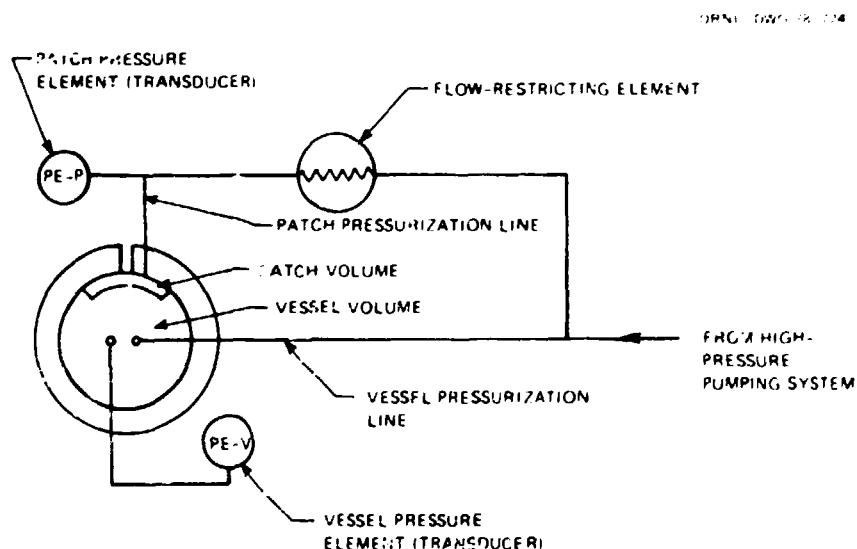 PATCH PRESSURE
ELEMENT (TRANSDUCER)
FLOW-RESTRICTING ELEMENT
PE-P
PATCH PRESSURIZATION LINE
PATCH VOLUME
VESSEL VOLUME
FROM HIGH-
PRESSURE
PUMPING SYSTEM
VESSEL PRESSURIZATION
LINE
PE-V
VESSEL PRESSURE
ELEMENT (TRANSDUCER)